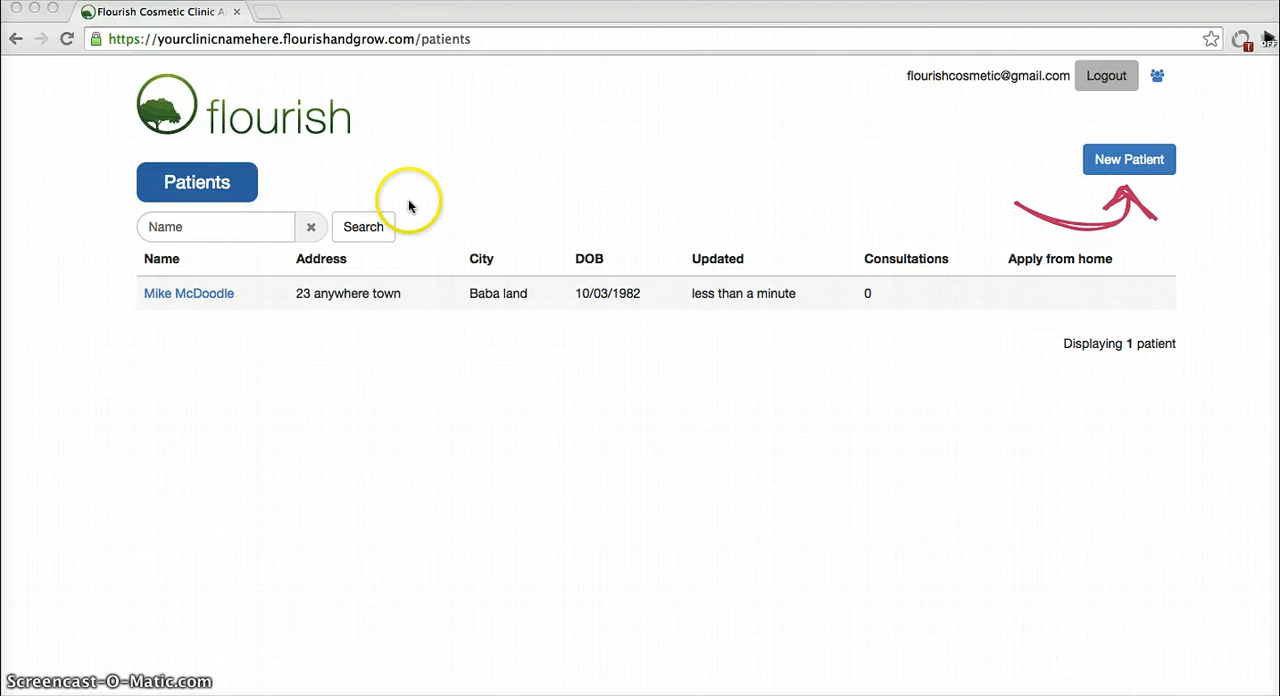 Flourish Cosmetic Clinic A
https://yourclinicnamehere.flourishandgrow.com/patients
OFF
flourishcosmetic@gmail.com Logout
flourish
New Patient
Patients
Name Search
Name Address City DOB Updated Consultations Apply from home
Mike McDoodle 23 anywhere town Baba land 10/03/1982 less than a minute 0
Displaying 1 patient
Screencast-O-Matic.com